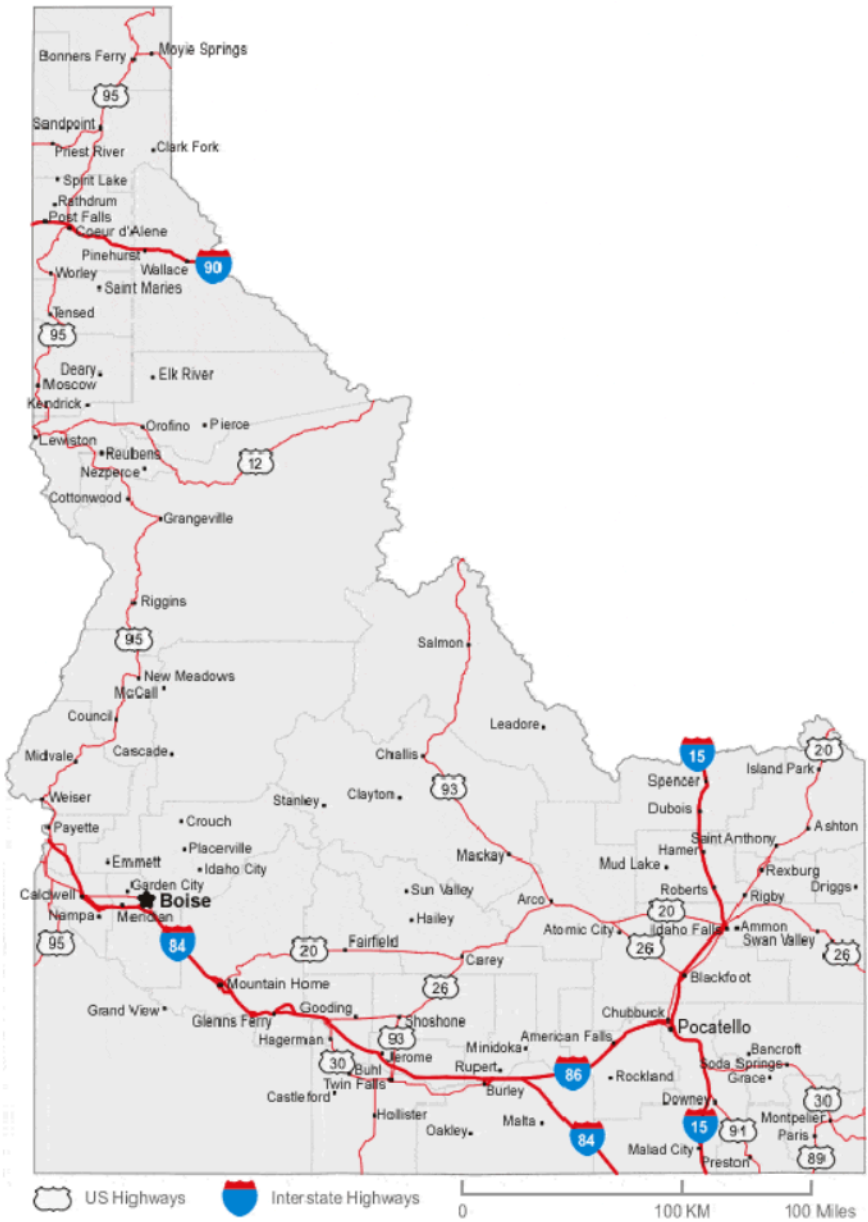 Bonners Ferry
Moyie Springs
95
Sandpoint
Priest River
Clark Fork
Spirit Lake
Rathdrum
Post Falls
Coeur d'Alene
Pinehurst
Wallace
90
Worley
Saint Maries
Tensed
95
Deary
Elk River
Moscow
Kendrick
Orofino
Pierce
Lewiston
Reubens
12
Nezperce
Cottonwood
Grangeville
Riggins
95
Salmon
New Meadows
McCall
Council
Leadore
Midvale
Cascade
Challis
15
20
Island Park
Spencer
93
Weiser
Stanley
Clayton
Dubois
Payette
Crouch
Ashton
Saint Anthony
Placerville
Hamer
Emmett
Mackay
Mud Lake
Idaho City
Rexburg
Garden City
Sun Valley
Roberts
Driggs
Caldwell
Boise
Arco
Rigby
Nampa
Meridian
20
Hailey
Atomic City
Idaho Falls
Ammon
95
84
20
Fairfield
26
Swan Valley
26
Carey
Blackfoot
Mountain Home
26
Grand View
Glenns Ferry
Gooding
Shoshone
Chubbuck
Pocatello
Hagerman
93
American Falls
Minidoka
Bancroft
30
Buhl
Jerome
Rupert
86
Soda Springs
Twin Falls
Rockland
Grace
Burley
Castleford
Downey
30
Hollister
Malta
15
91
Montpelier
Oakley
84
Paris
Malad City
Preston
89
US Highways
Interstate Highways
0
100 KM
100 Miles